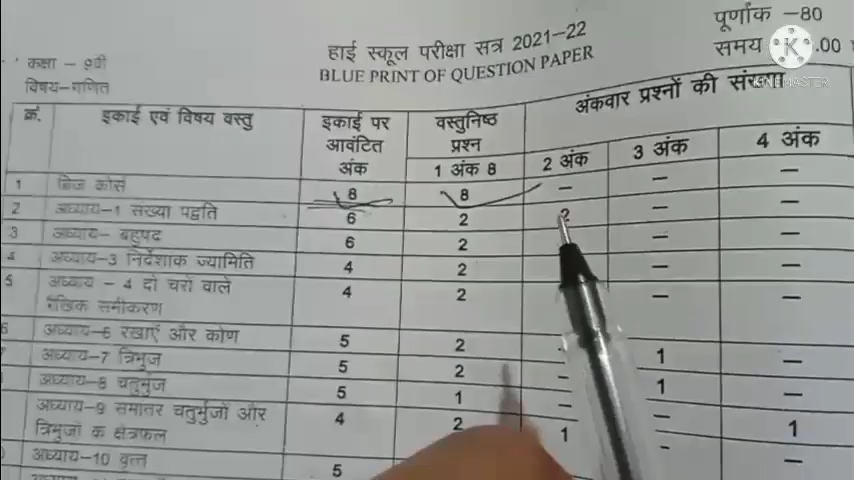 पूर्णांक -80
हाई स्कूल परीक्षा सत्र 2021-22
समय .00
कक्षा - 9वी
BLUE PRINT OF QUESTION PAPER
विषय-गणित
KINEMASTER
क्र. इकाई एवं विषय वस्तु इकाई पर आवंटित अंक वस्तुनिष्ठ प्रश्न अंकवार प्रश्नों की संख्या
1 अंक 8 2 अंक 3 अंक 4 अंक
1 ब्रिज कोर्स 8 8 - - -
2 अध्याय-1 संख्या पद्वति 6 2 2 - -
3 अध्याय- बहुपद 6 2 - -
4 अध्याय-3 निर्देशाक ज्यामिति 4 2 - -
5 अध्याय - 4 दो चरों वाले 4 2 - -
रैखिक समीकरण
6 अध्याय-6 रेखाएँ और कोण 5 2 1 -
अध्याय-7 त्रिमुज 5 2 - 1
अध्याय-8 चतुर्मुज 5 1 - -
अध्याय-9 समान्तर चतुर्मुजों और 4 2 1 - 1
त्रिमुजों के क्षेत्रफल
अध्याय-10 वृत्त 5 -